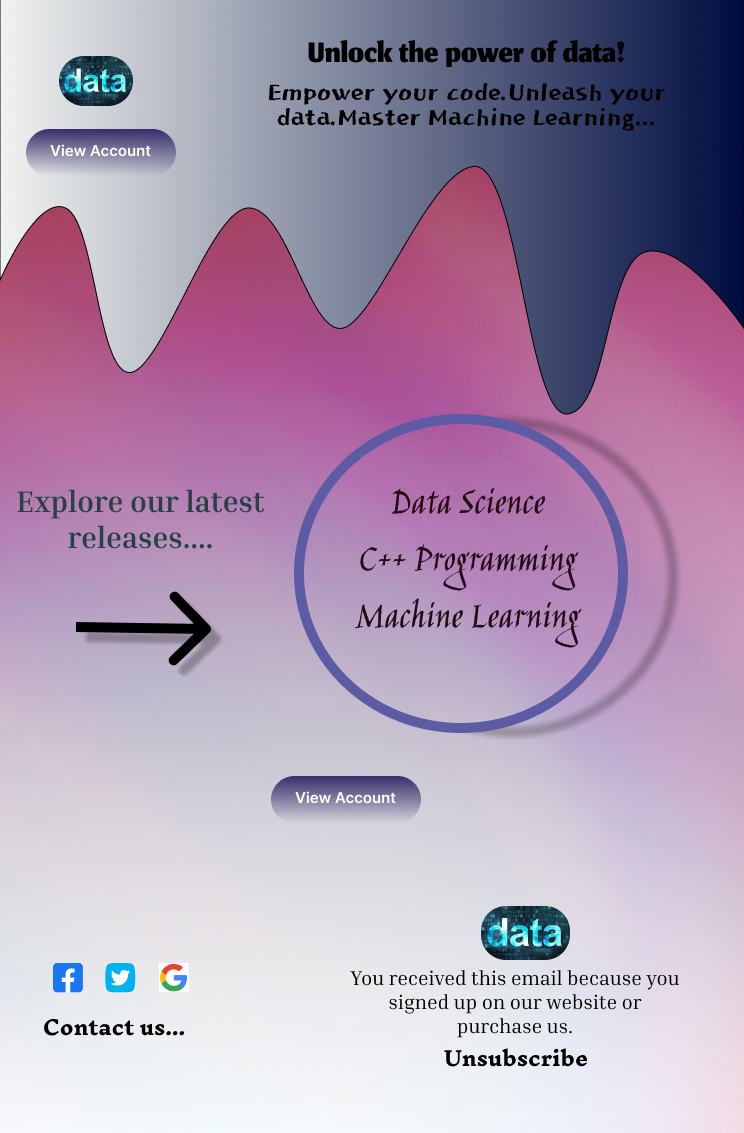 data
View Account
Unlock the power of data!
Empower your code.Unleash your
data.Master Machine Learning...
Explore our latest
releases....
Data Science
C++ Programming
Machine Learning
View Account
Contact us...
data
You received this email because you
signed up on our website or
purchase us.
Unsubscribe